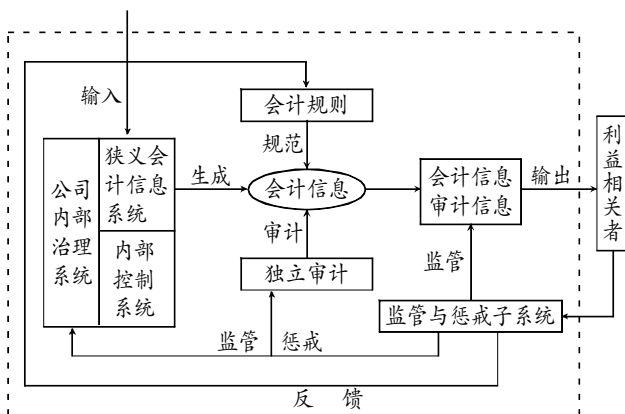 输入
会计规则
规范
公司
内部
治理
系统
狭义会
计信息
系统
内部
控制
系统
生成
会计信息
审计
独立审计
会计信息
审计信息
输出
利益相关者
监管
监管与惩戒子系统
监管 惩戒
反 馈